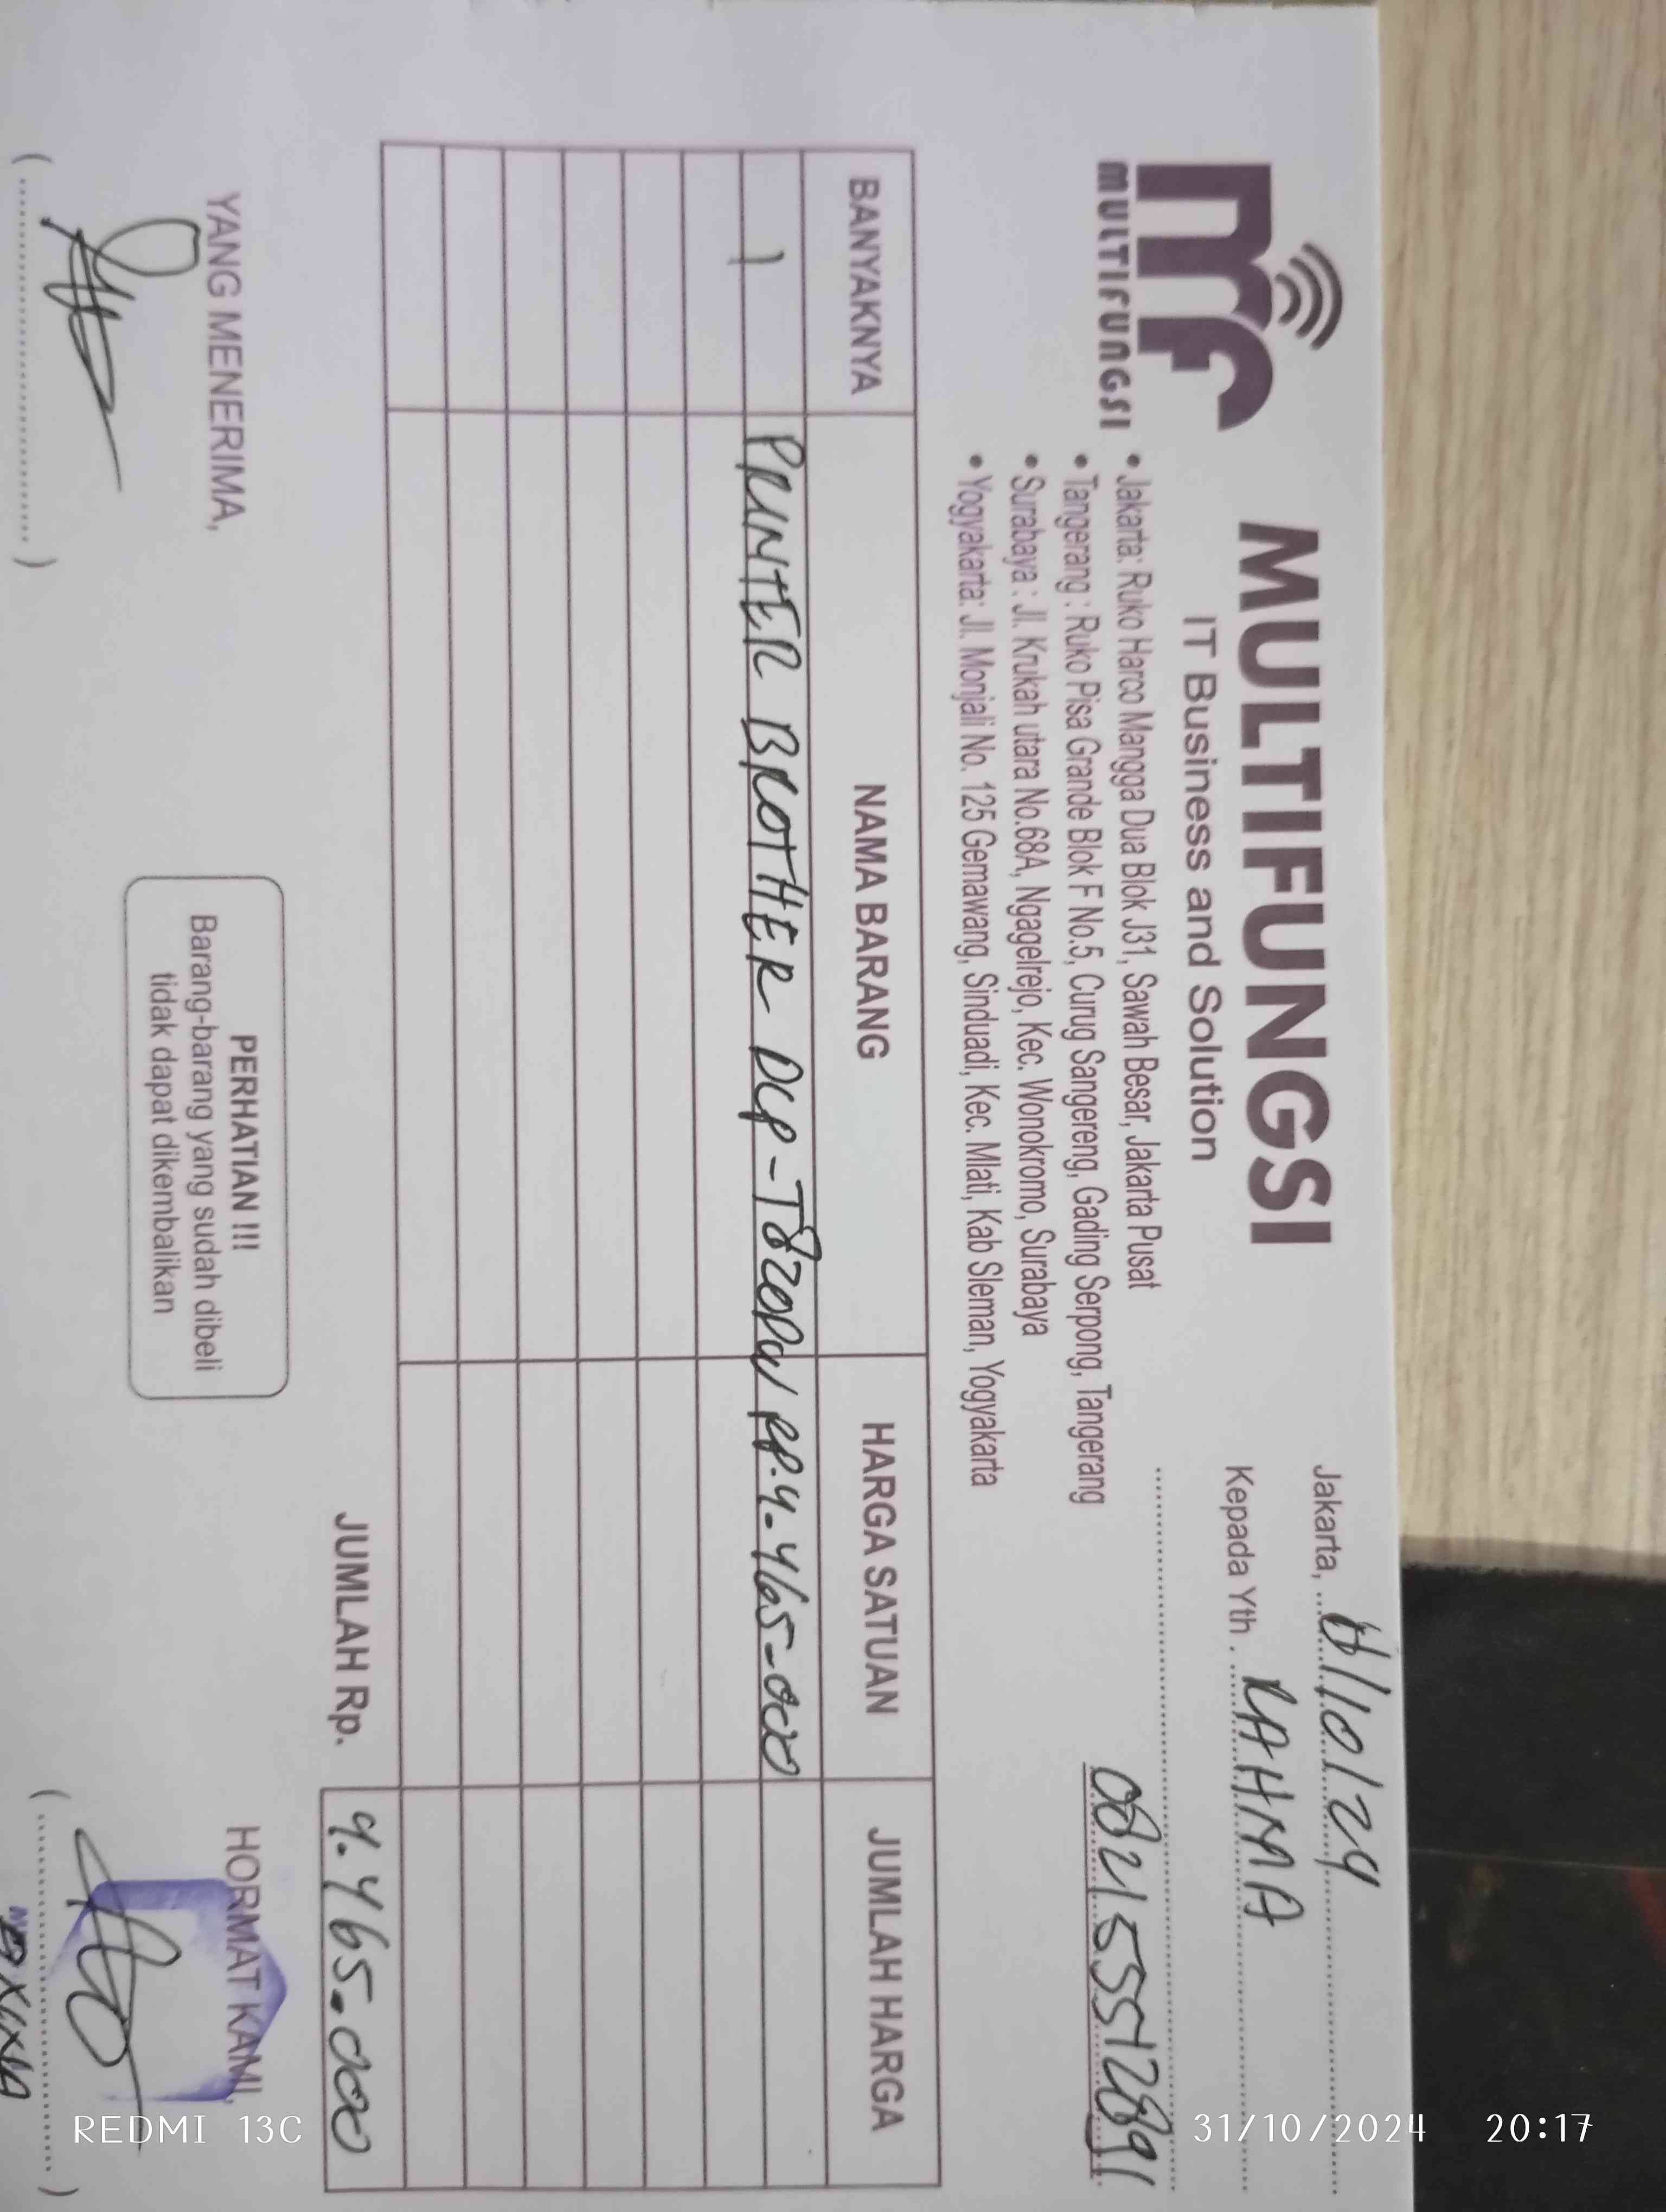 mf
MULTIFUNGSI
MULTIFUNGSI
IT Business and Solution
• Jakarta: Ruko Harco Mangga Dua Blok J31, Sawah Besar, Jakarta Pusat
• Tangerang : Ruko Pisa Grande Blok F No.5, Curug Sangereng, Gading Serpong, Tangerang
• Surabaya : Jl. Krukah utara No.68A, Ngagelrejo, Kec. Wonokromo, Surabaya
• Yogyakarta: Jl. Monjali No. 125 Gemawang, Sinduadi, Kec. Mlati, Kab Sleman, Yogyakarta
Jakarta, /10/24
Kepada Yth . RAHMA
082155512891
BANYAKNYA NAMA BARANG HARGA SATUAN JUMLAH HARGA
1 PRINTER BROTHER DCP-T820DW RP.4.465-000
JUMLAH Rp. 4.465.000
YANG MENERIMA,
PERHATIAN !!!
Barang-barang yang sudah dibeli
tidak dapat dikembalikan
HORMAT KAMI,
REDMI 13C
31/10/2024 20:17